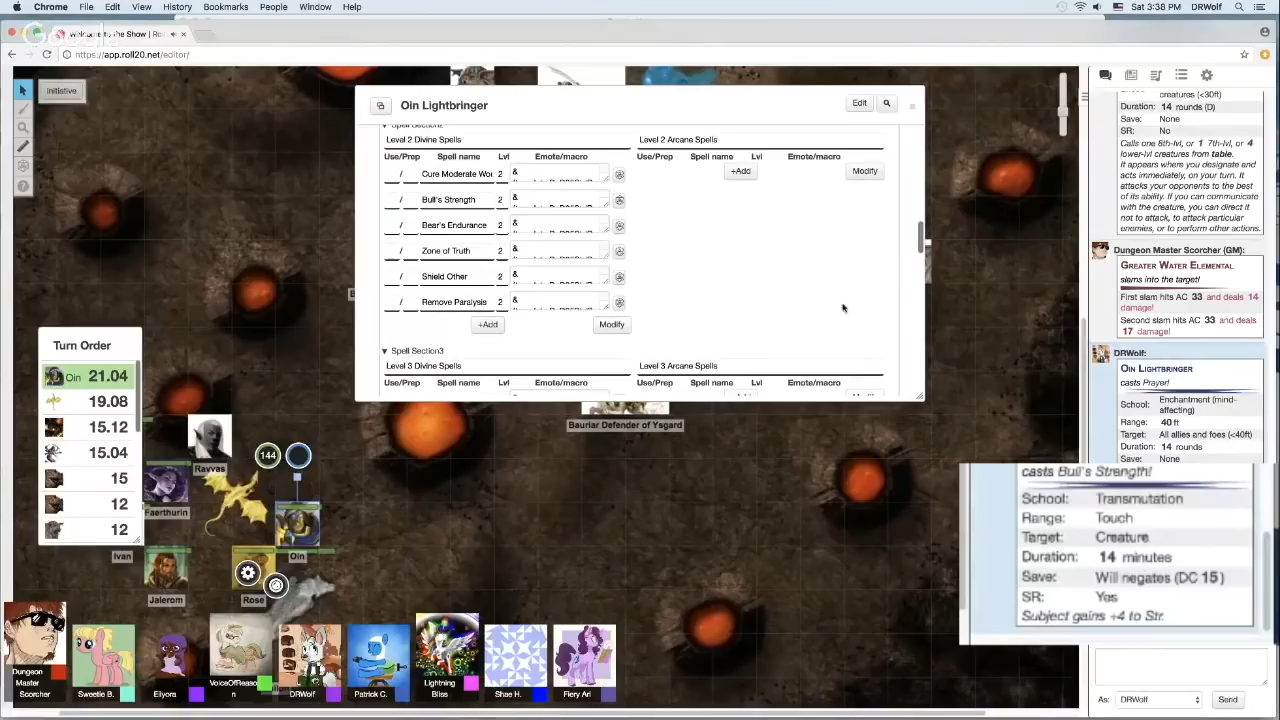 Chrome File Edit View History Bookmarks People Window Help
Sat 3:38 PM DRWolf
Welcome to the Show | Ro
https://app.roll20.net/editor/
Initiative
Oin Lightbringer
Edit
Level 2 Divine Spells Level 2 Arcane Spells
Use/Prep Spell name Lvl Emote/macro Use/Prep Spell name Lvl Emote/macro
/ Cure Moderate Wou 2 & +Add Modify
/ Bull's Strength 2 &
/ Bear's Endurance 2 &
/ Zone of Truth 2 &
/ Shield Other 2 &
/ Remove Paralysis 2 &
+Add Modify
Spell Section3
Level 3 Divine Spells Level 3 Arcane Spells
Use/Prep Spell name Lvl Emote/macro Use/Prep Spell name Lvl Emote/macro
Turn Order
Oin 21.04
19.08
15.12
15.04
15
12
12
Bauriar Defender of Ysgard
144
Ravvas
Faerthurin
Ivan
Oin
Jalerom
Rose
Dungeon Master Scorcher
Sweetie B.
Eliyora
VoiceOfReason
DRWolf
Patrick C.
Lightning Bliss
Shae H.
Fiery Ari
creatures (<30ft)
Duration: 14 rounds (D)
Save: None
SR: No
Calls one 8th-lvl, or 1 7th-lvl, or 4
lower-lvl creatures from table.
It appears where you designate and
acts immediately, on your turn. It
attacks your opponents to the best
of its ability. If you can communicate
with the creature, you can direct it
not to attack, to attack particular
enemies, or to perform other actions.
Dungeon Master Scorcher (GM):
Greater Water Elemental
slams into the target!
First slam hits AC 33 and deals 14
damage!
Second slam hits AC 33 and deals
17 damage!
DRWolf:
Oin Lightbringer
casts Prayer!
School: Enchantment (mind-
affecting)
Range: 40 ft
Target: All allies and foes (<40ft)
Duration: 14 rounds
Save: None
casts Bull's Strength!
School: Transmutation
Range: Touch
Target: Creature
Duration: 14 minutes
Save: Will negates (DC 15)
SR: Yes
Subject gains +4 to Str.
As: DRWolf Send